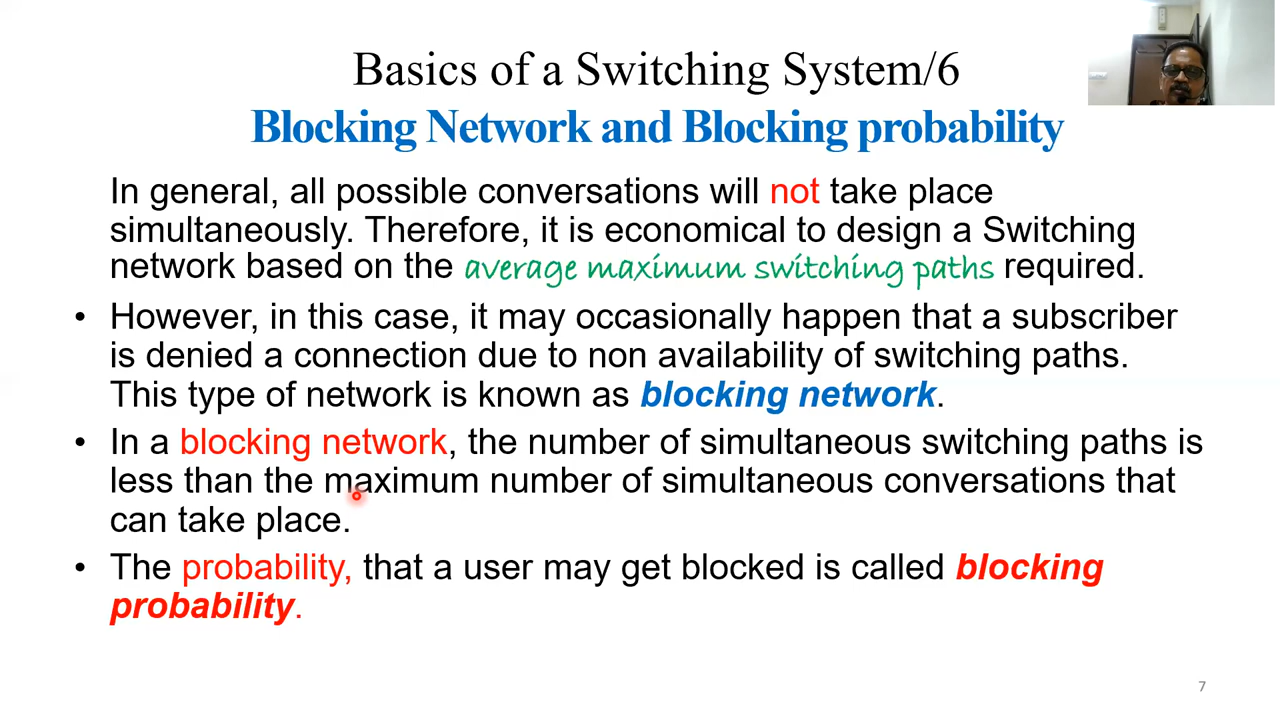 Basics of a Switching System/6
Blocking Network and Blocking probability
In general, all possible conversations will not take place
simultaneously. Therefore, it is economical to design a Switching
network based on the average maximum switching paths required.
• However, in this case, it may occasionally happen that a subscriber
is denied a connection due to non availability of switching paths.
This type of network is known as blocking network.
• In a blocking network, the number of simultaneous switching paths is
less than the maximum number of simultaneous conversations that
can take place.
• The probability, that a user may get blocked is called blocking
probability.
7